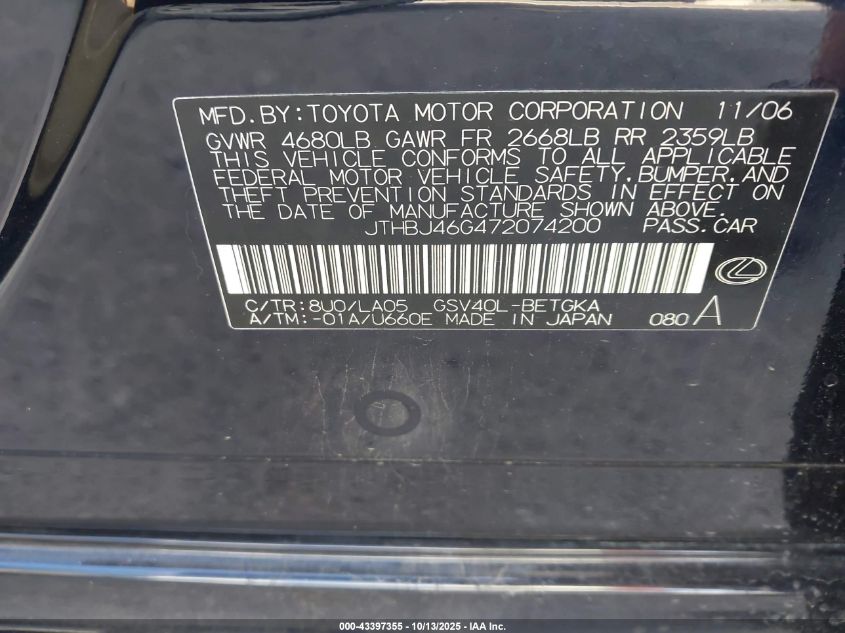 MFD.BY:TOYOTA MOTOR CORPORATION 11/06
GVWR 4680LB GAWR FR 2668LB RR 2359LB
THIS VEHICLE CONFORMS TO ALL APPLICABLE
FEDERAL MOTOR VEHICLE SAFETY,BUMPER,AND
THEFT PREVENTION STANDARDS IN EFFECT ON
THE DATE OF MANUFACTURE SHOWN ABOVE.
JTHBJ46G472074200 PASS.CAR
C/TR:8U0/LA05 GSV40L-BETGKA
A/TM:-01A/U660E MADE IN JAPAN 080 A
000-43397355 - 10/13/2025 - IAA Inc.